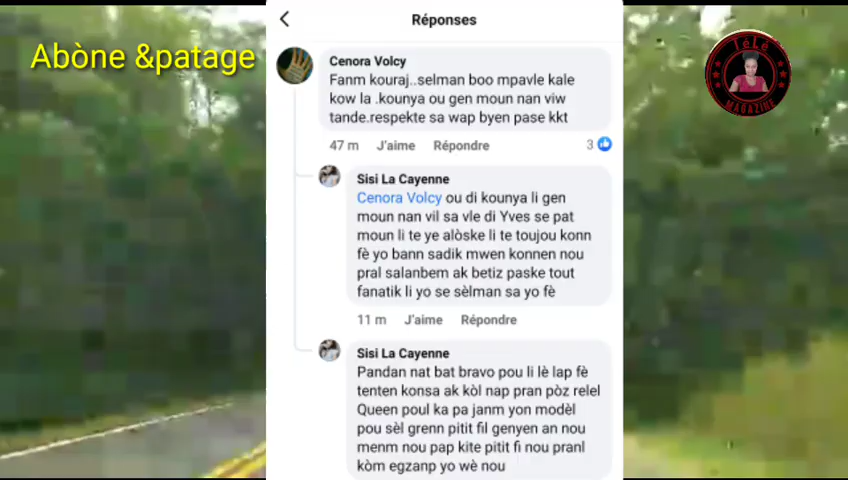 Abòne &patage
Réponses
TéLé
MAGAZINE
Cenora Volcy
Fanm kouraj..selman boo mpavle kale
kow la .kounya ou gen moun nan viw
tande.respekte sa wap byen pase kkt
47 m J'aime Répondre 3
Sisi La Cayenne
Cenora Volcy ou di kounya li gen
moun nan vil sa vle di Yves se pat
moun li te ye alòske li te toujou konn
fè yo bann sadik mwen konnen nou
pral salanbem ak betiz paske tout
fanatik li yo se sèlman sa yo fè
11 m J'aime Répondre
Sisi La Cayenne
Pandan nat bat bravo pou li lè lap fè
tenten konsa ak kòl nap pran pòz relel
Queen poul ka pa janm yon modèl
pou sèl grenn pitit fil genyen an nou
menm nou pap kite pitit fi nou pranl
kòm egzanp yo wè nou